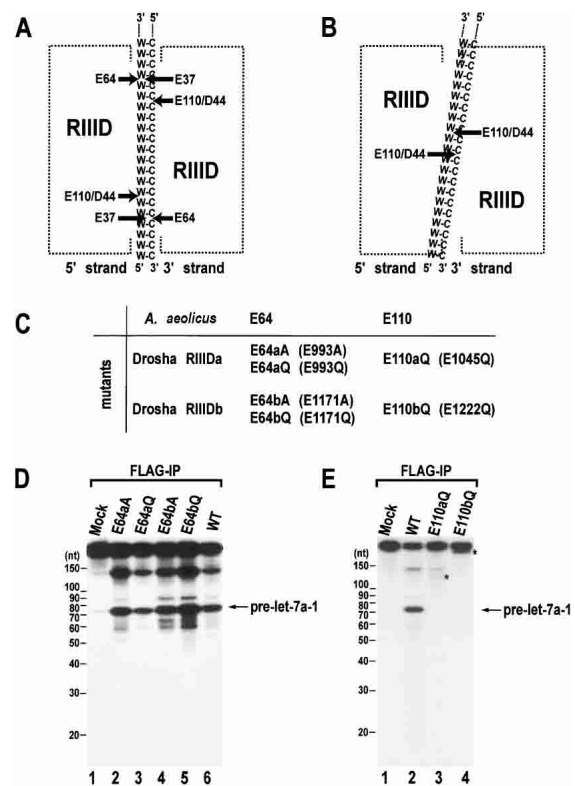 A
3' 5'
W-C
W-C
W-C
W-C
E64 E37
E110/D44
RIIID
RIIID
E110/D44
E37 E64
5' strand 5' 3' 3' strand
B
3' 5'
W-C
W-C
W-C
RIIID
E110/D44
E110/D44
RIIID
5' strand 5' 3' 3' strand
C
A. aeolicus E64 E110
mutants
Drosha RIIIDa E64aA (E993A) E110aQ (E1045Q)
E64aQ (E993Q)
Drosha RIIIDb E64bA (E1171A) E110bQ (E1222Q)
E64bQ (E1171Q)
D
FLAG-IP
Mock E64aA E64aQ E64bA E64bQ WT
(nt)
150
100
90
80
70
60
50
40
30
20
pre-let-7a-1
1 2 3 4 5 6
E
FLAG-IP
Mock WT E110aQ E110bQ
(nt)
150
100
90
80
70
60
50
40
30
20
*
*
pre-let-7a-1
1 2 3 4